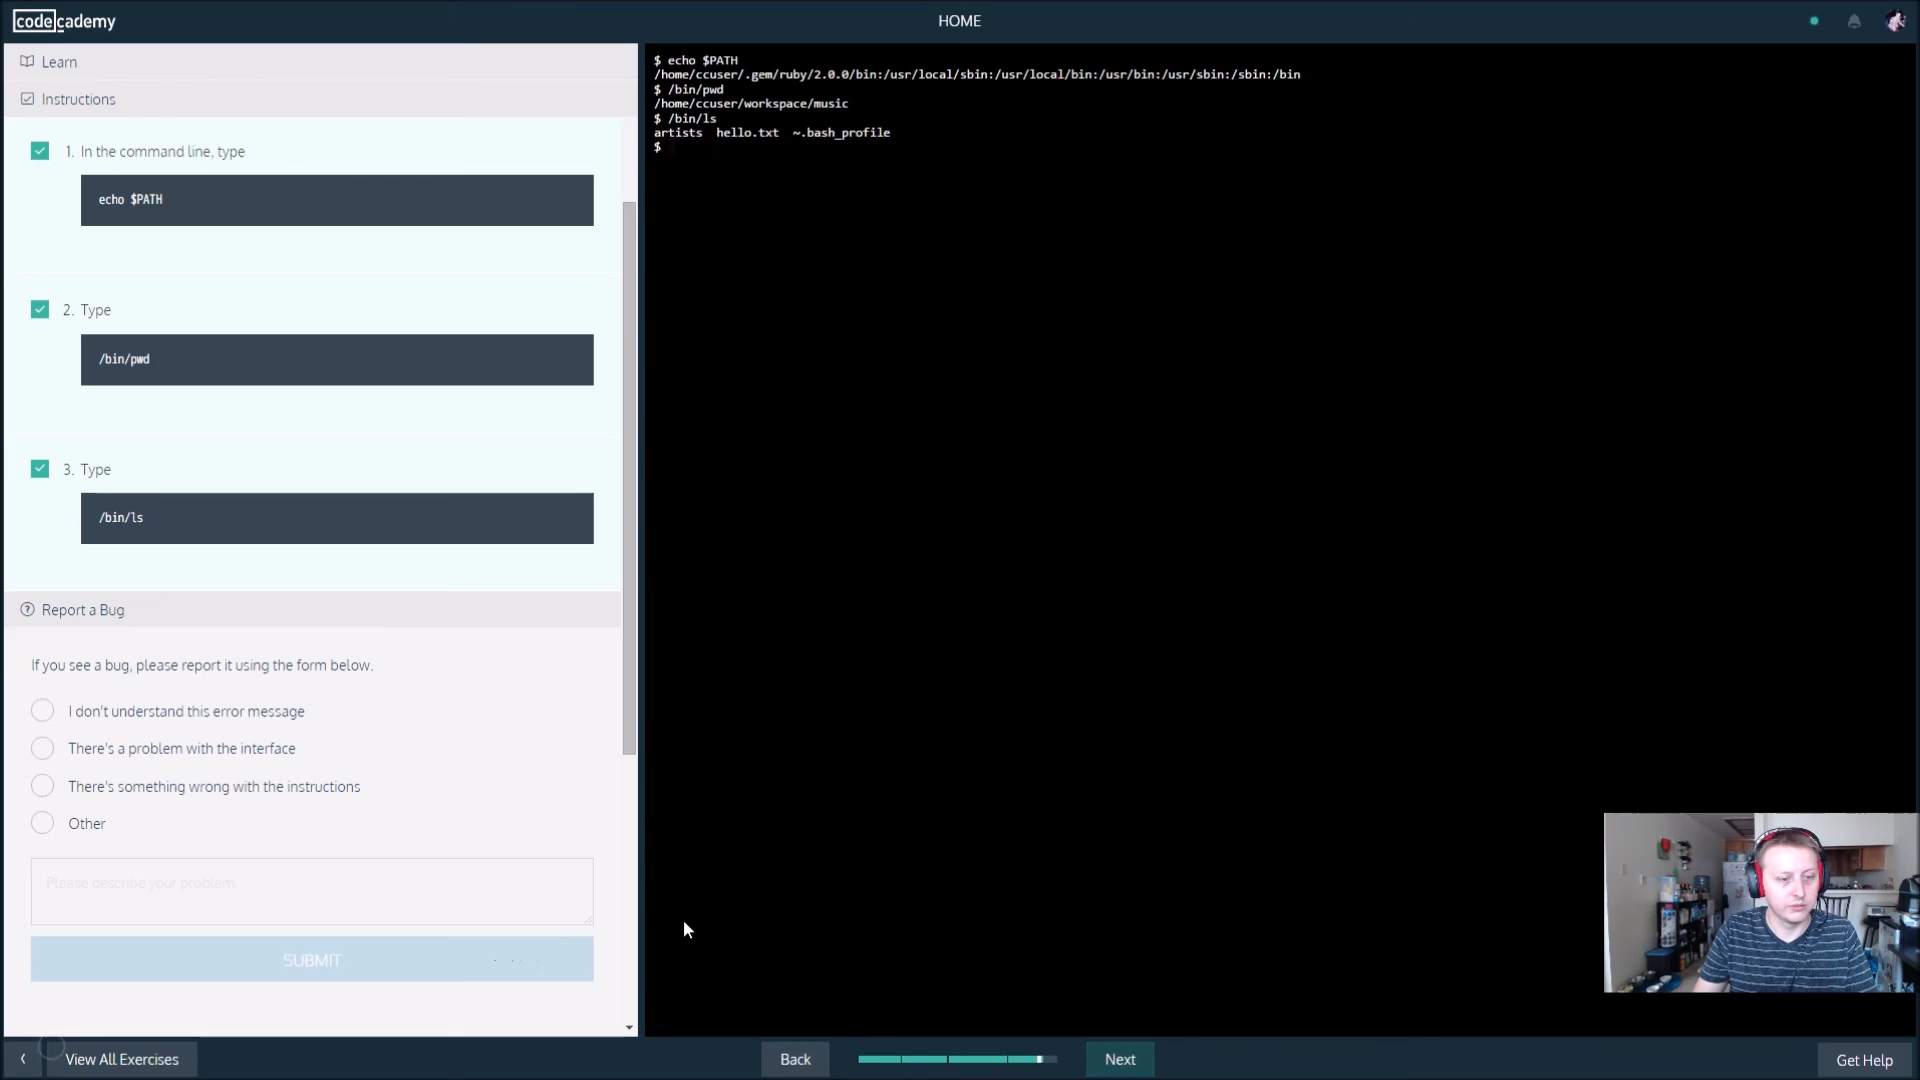 codecademy
HOME
Learn
Instructions
1. In the command line, type
echo $PATH
2. Type
/bin/pwd
3. Type
/bin/ls
Report a Bug
If you see a bug, please report it using the form below.
I don't understand this error message
There's a problem with the interface
There's something wrong with the instructions
Other
Please describe your problem.
SUBMIT
$ echo $PATH
/home/ccuser/.gem/ruby/2.0.0/bin:/usr/local/sbin:/usr/local/bin:/usr/bin:/usr/sbin:/sbin:/bin
$ /bin/pwd
/home/ccuser/workspace/music
$ /bin/ls
artists  hello.txt  ~.bash_profile
$
View All Exercises
Back
Next
Get Help